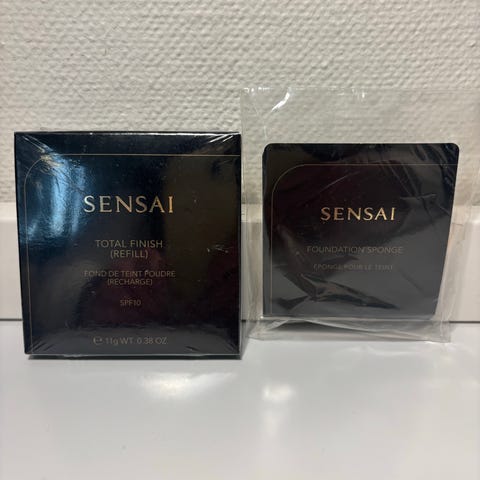 SENSAI
TOTAL FINISH
(REFILL)
FOND DE TEINT POUDRE
(RECHARGE)
SPF10
℮ 11g WT. 0.38 OZ
SENSAI
FOUNDATION SPONGE
ÉPONGE POUR LE TEINT